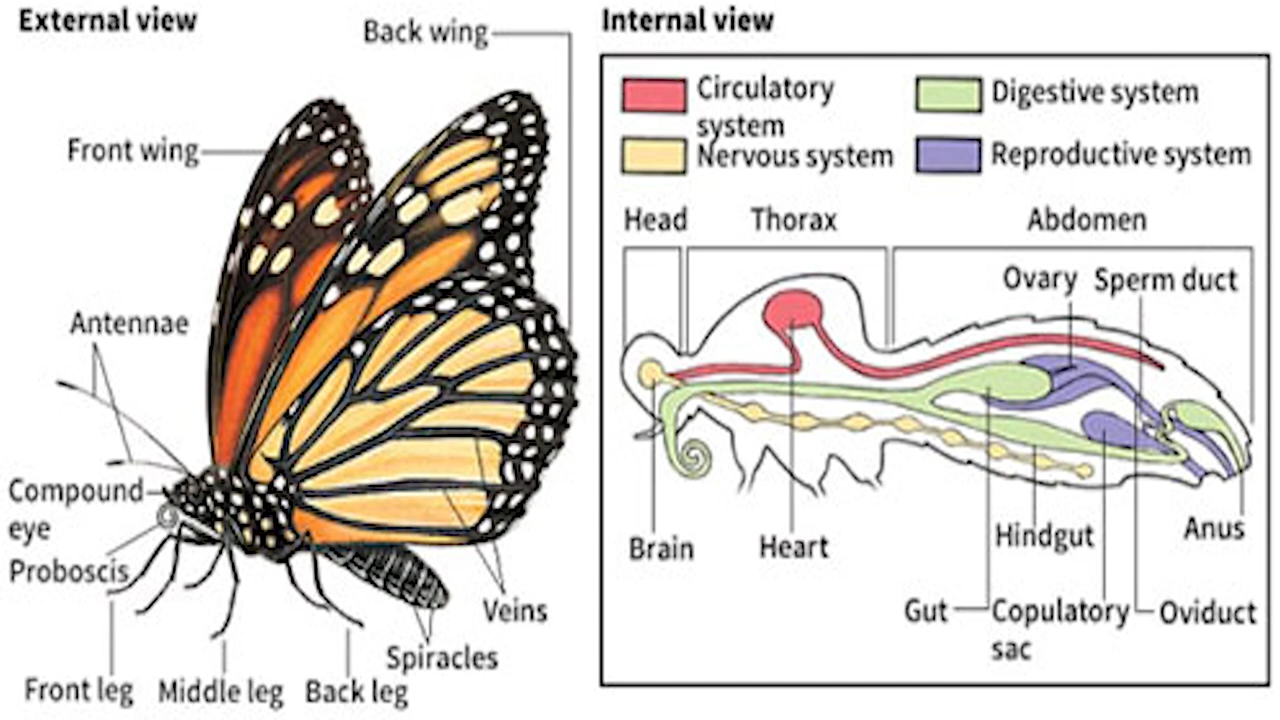 External view
Back wing
Front wing
Antennae
Compound
eye
Proboscis
Veins
Spiracles
Front leg
Middle leg
Back leg
Internal view
Circulatory
system
Digestive system
Nervous system
Reproductive system
Head
Thorax
Abdomen
Ovary
Sperm duct
Brain
Heart
Hindgut
Anus
Gut
Copulatory
sac
Oviduct